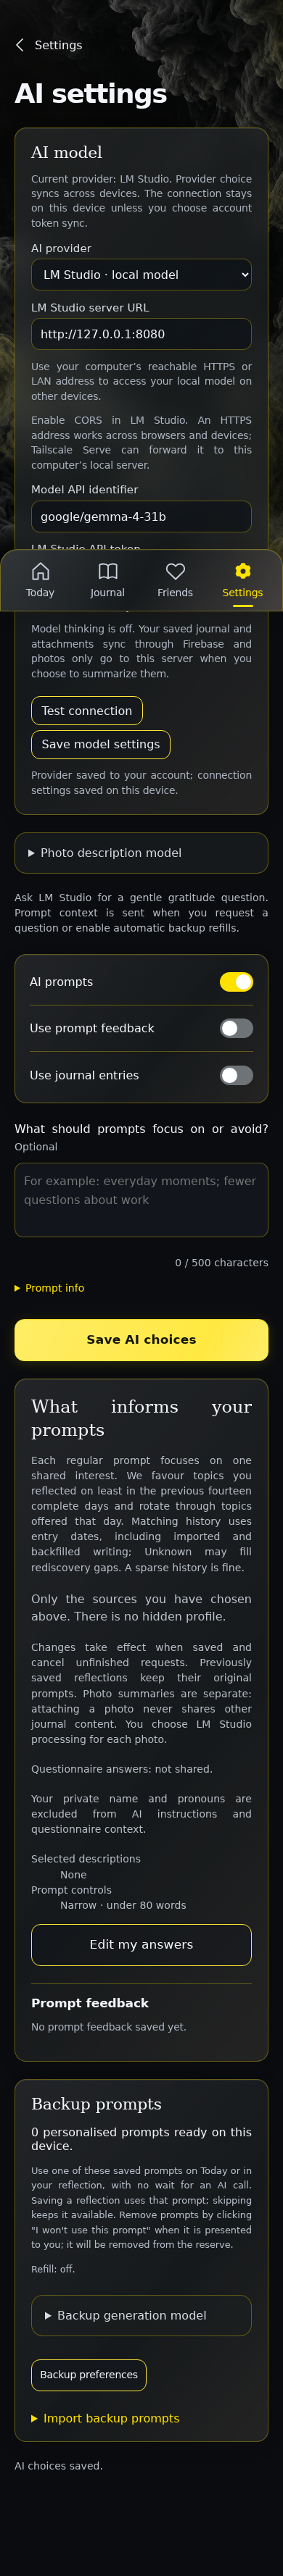 Settings
AI settings
AI model
Current provider: LM Studio. Provider choice
syncs across devices. The connection stays
on this device unless you choose account
token sync.
AI provider
LM Studio · local model
LM Studio server URL
http://127.0.0.1:8080
Use your computer’s reachable HTTPS or
LAN address to access your local model on
other devices.
Enable CORS in LM Studio. An HTTPS
address works across browsers and devices;
Tailscale Serve can forward it to this
computer’s local server.
Model API identifier
google/gemma-4-31b
LM Studio API token
Today
Journal
Friends
Settings
Model thinking is off. Your saved journal and
attachments sync through Firebase and
photos only go to this server when you
choose to summarize them.
Test connection
Save model settings
Provider saved to your account; connection
settings saved on this device.
Photo description model
Ask LM Studio for a gentle gratitude question.
Prompt context is sent when you request a
question or enable automatic backup refills.
AI prompts
Use prompt feedback
Use journal entries
What should prompts focus on or avoid?
Optional
For example: everyday moments; fewer
questions about work
0 / 500 characters
Prompt info
Save AI choices
What informs your
prompts
Each regular prompt focuses on one
shared interest. We favour topics you
reflected on least in the previous fourteen
complete days and rotate through topics
offered that day. Matching history uses
entry dates, including imported and
backfilled writing; Unknown may fill
rediscovery gaps. A sparse history is fine.
Only the sources you have chosen
above. There is no hidden profile.
Changes take effect when saved and
cancel unfinished requests. Previously
saved reflections keep their original
prompts. Photo summaries are separate:
attaching a photo never shares other
journal content. You choose LM Studio
processing for each photo.
Questionnaire answers: not shared.
Your private name and pronouns are
excluded from AI instructions and
questionnaire context.
Selected descriptions
None
Prompt controls
Narrow · under 80 words
Edit my answers
Prompt feedback
No prompt feedback saved yet.
Backup prompts
0 personalised prompts ready on this
device.
Use one of these saved prompts on Today or in
your reflection, with no wait for an AI call.
Saving a reflection uses that prompt; skipping
keeps it available. Remove prompts by clicking
"I won't use this prompt" when it is presented
to you; it will be removed from the reserve.
Refill: off.
Backup generation model
Backup preferences
Import backup prompts
AI choices saved.